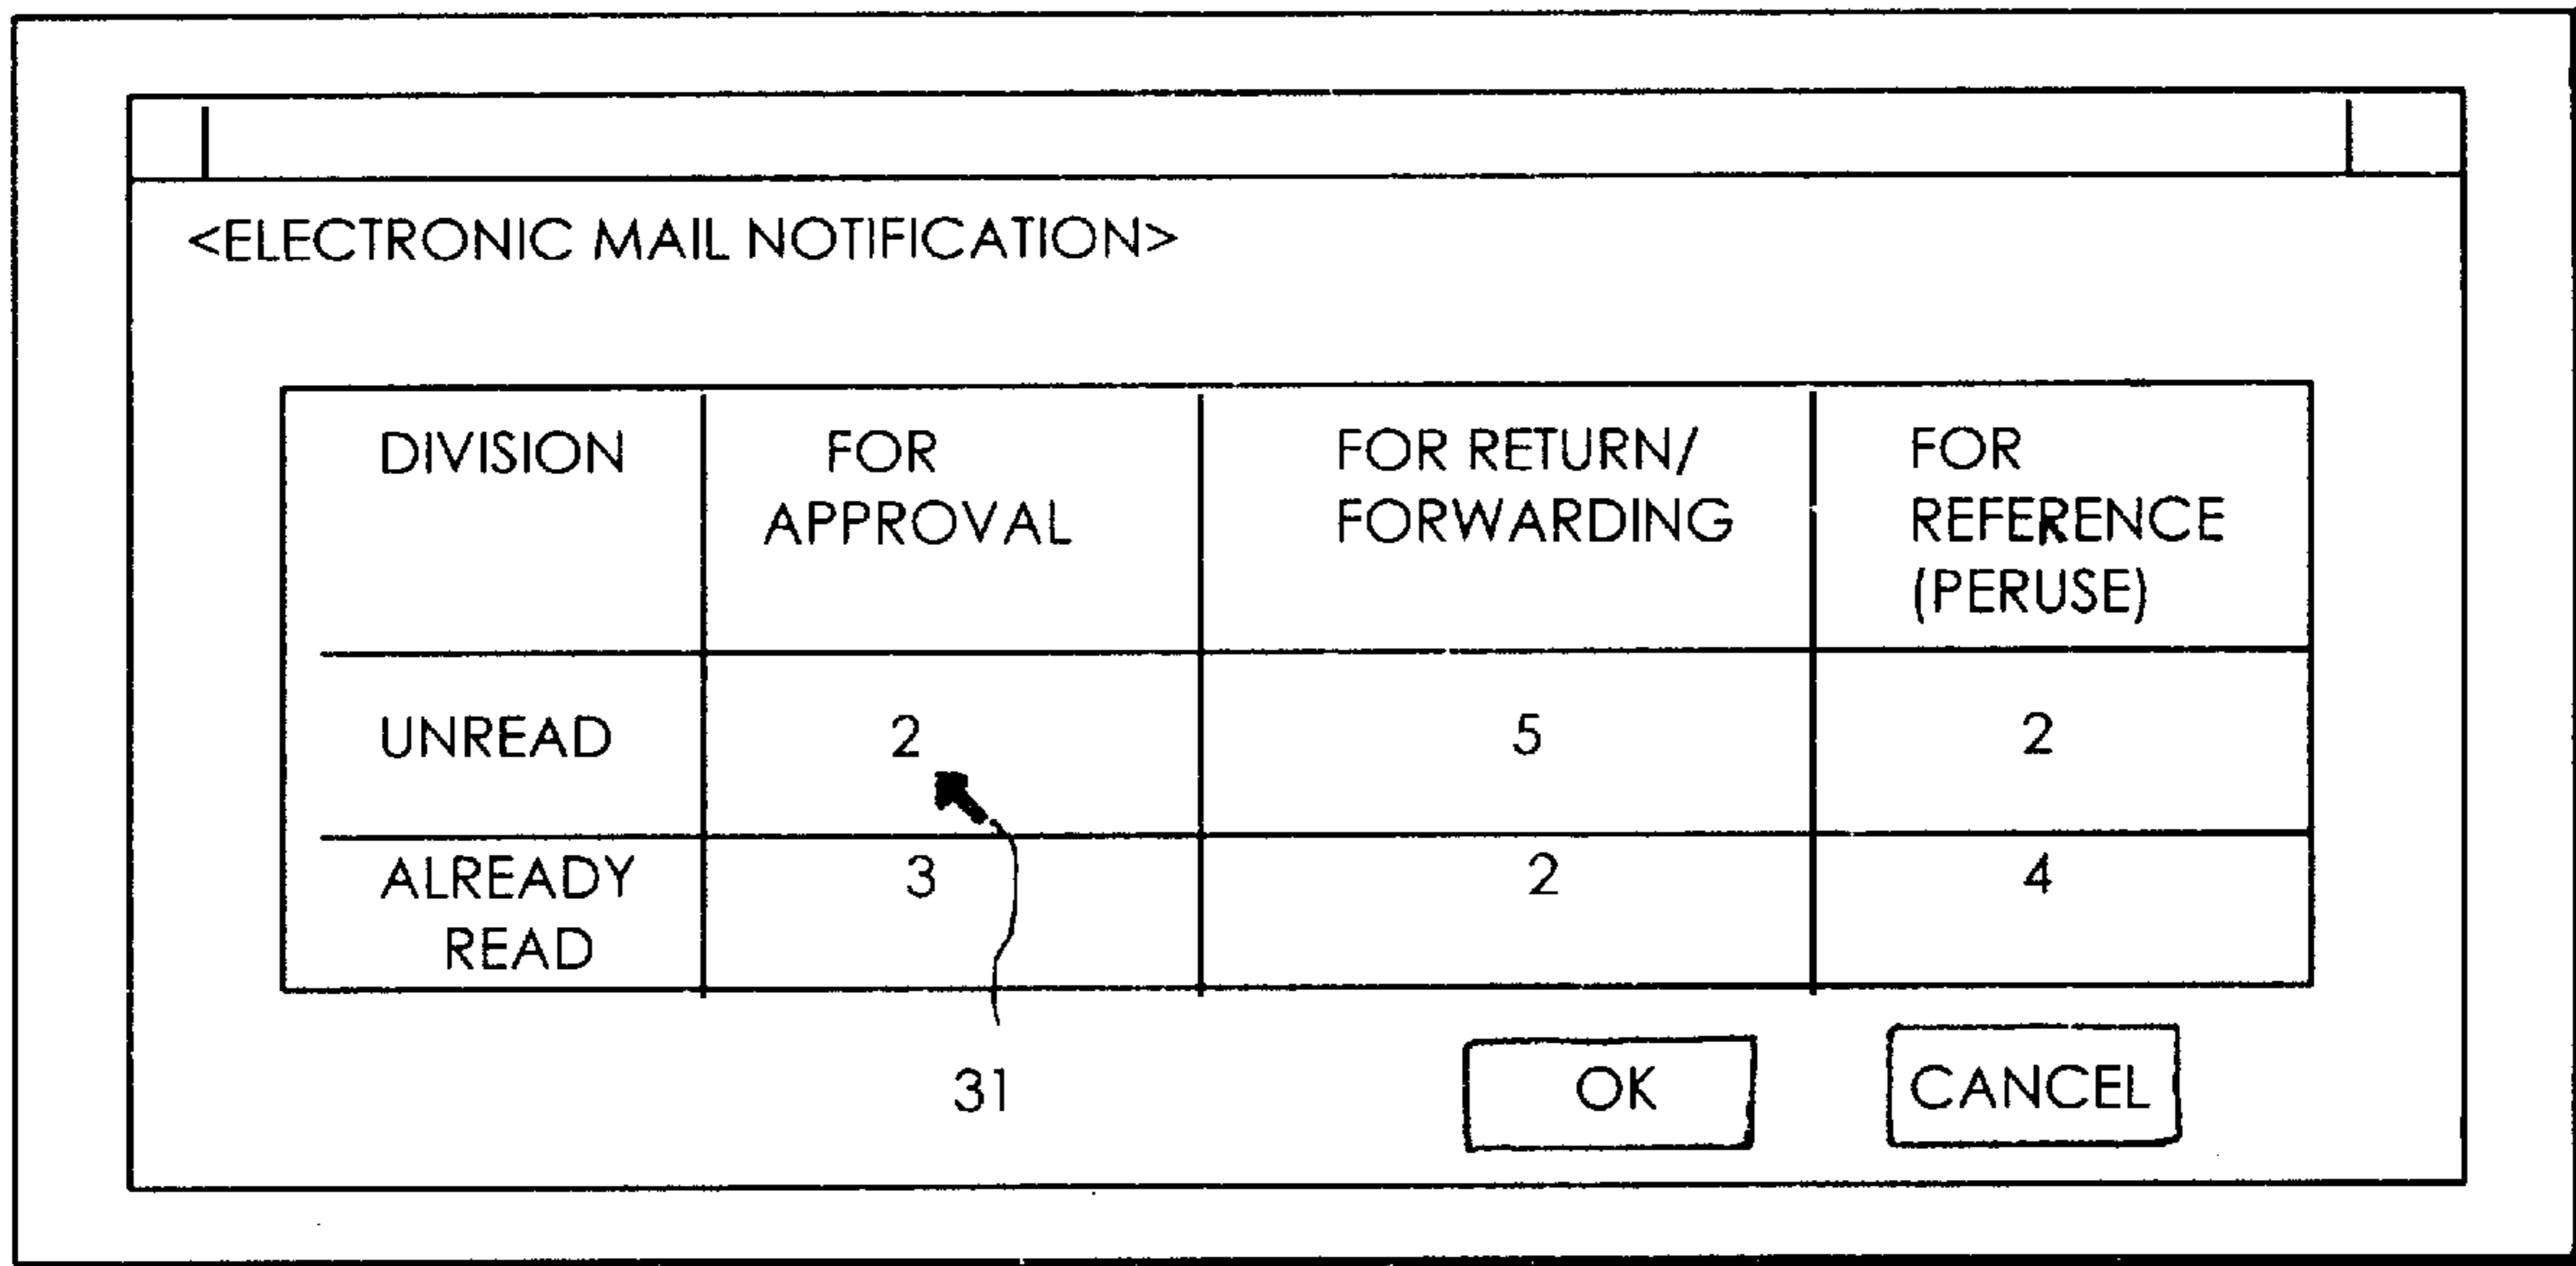 <ELECTRONIC MAIL NOTIFICATION>
DIVISION
FOR
APPROVAL
FOR RETURN/
FORWARDING
FOR
REFERENCE
(PERUSE)
UNREAD
2
5
2
ALREADY
READ
3
2
4
31
OK
CANCEL